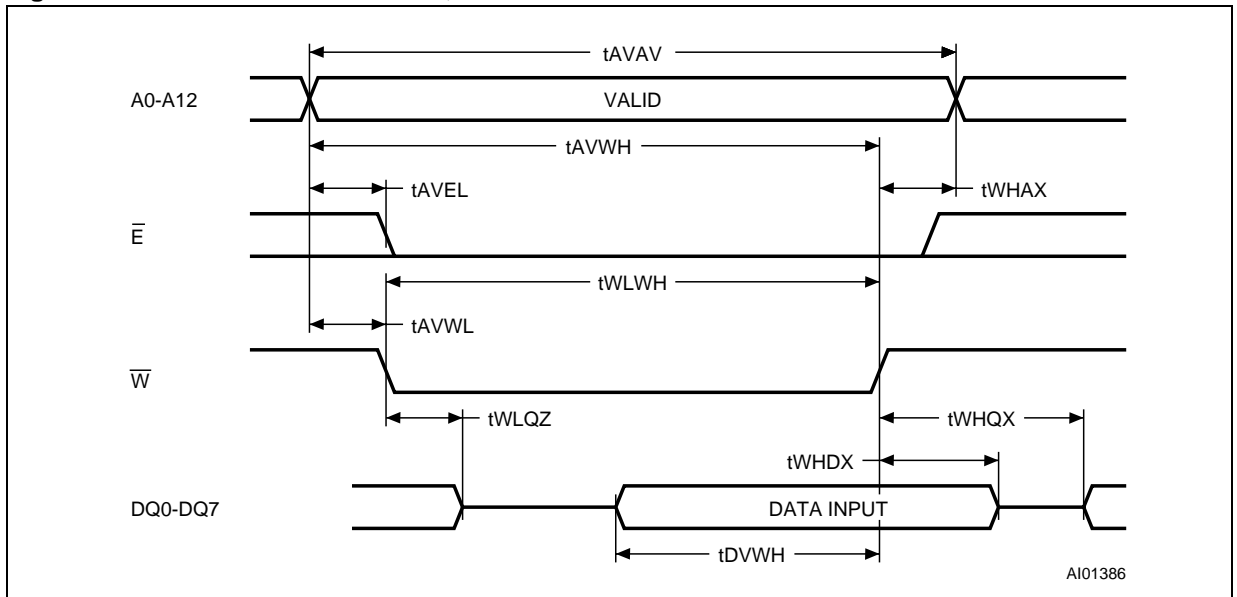 tAVAV
A0-A12
VALID
tAVWH
tAVEL
tWHAX
E̅
tWLWH
tAVWL
W̅
tWLQZ
tWHQX
tWHDX
DQ0-DQ7
DATA INPUT
tDVWH
AI01386